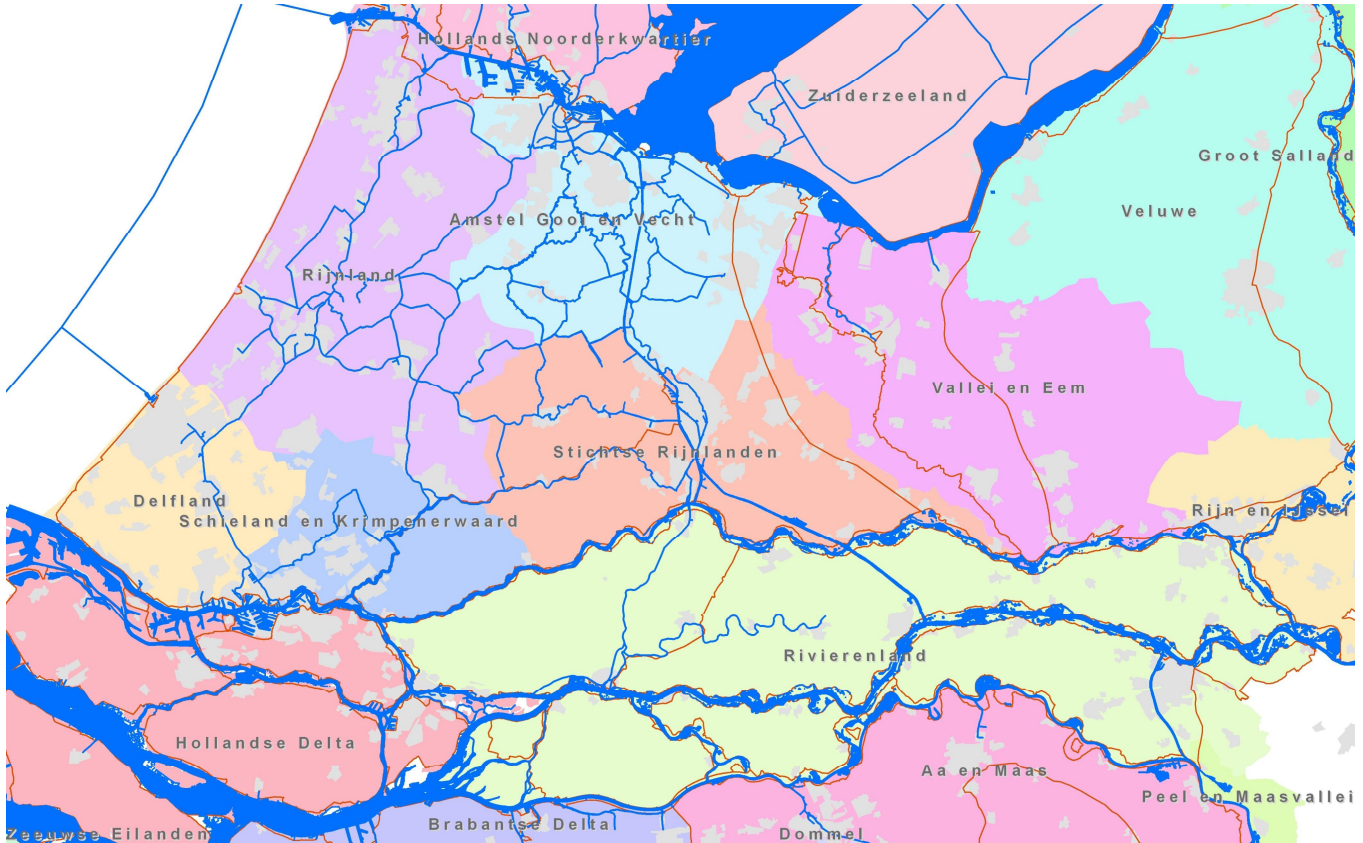 Hollands Noorderkwartier
Zuiderzeeland
Groot Salland
Veluwe
Amstel Gooi en Vecht
Rijnland
Vallei en Eem
Stichtse Rijnlanden
Delfland
Schieland en Krimpenerwaard
Rijn en IJssel
Rivierenland
Hollandse Delta
Aa en Maas
Peel en Maasvallei
Brabantse Delta
Zeeuwse Eilanden
Dommel